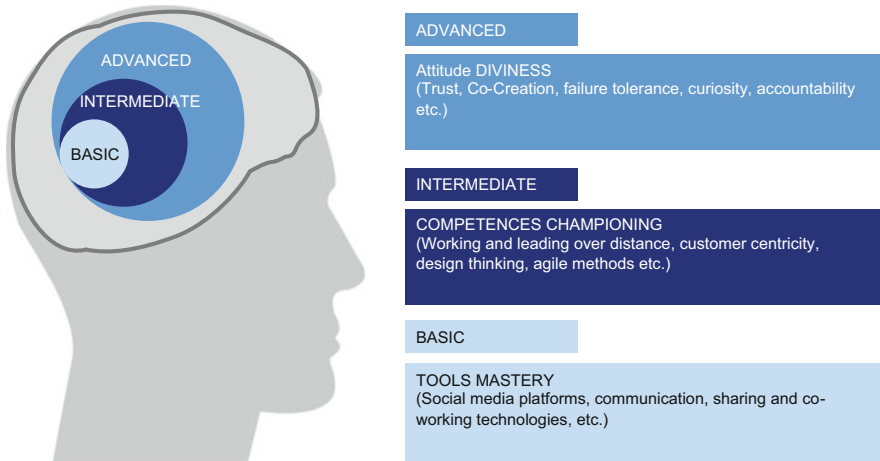 ADVANCED
INTERMEDIATE
BASIC
ADVANCED
Attitude DIVINESS
(Trust, Co-Creation, failure tolerance, curiosity, accountability
etc.)
INTERMEDIATE
COMPETENCES CHAMPIONING
(Working and leading over distance, customer centricity,
design thinking, agile methods etc.)
BASIC
TOOLS MASTERY
(Social media platforms, communication, sharing and co-
working technologies, etc.)